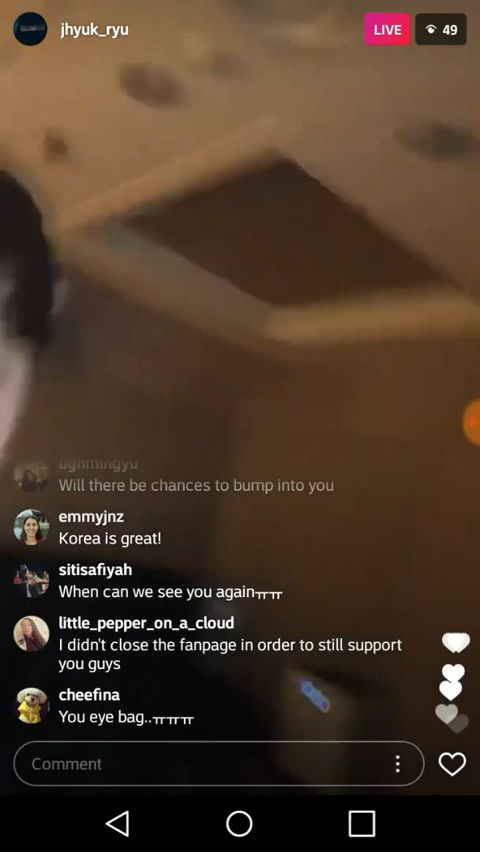 jhyuk_ryu
LIVE
49
ughmingyu
Will there be chances to bump into you
emmyjnz
Korea is great!
sitisafiyah
When can we see you againㅠㅠ
little_pepper_on_a_cloud
I didn't close the fanpage in order to still support
you guys
cheefina
You eye bag..ㅠㅠㅠ
Comment